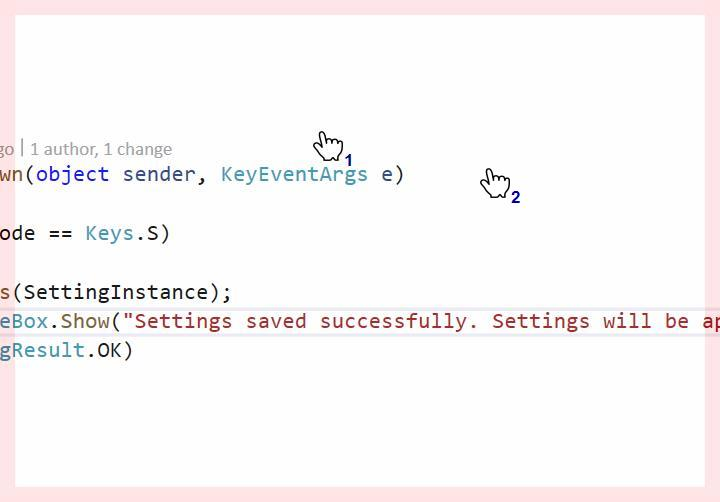 go | 1 author, 1 change
1
wn(object sender, KeyEventArgs e)
2
ode == Keys.S)
s(SettingInstance);
eBox.Show("Settings saved successfully. Settings will be ap
gResult.OK)